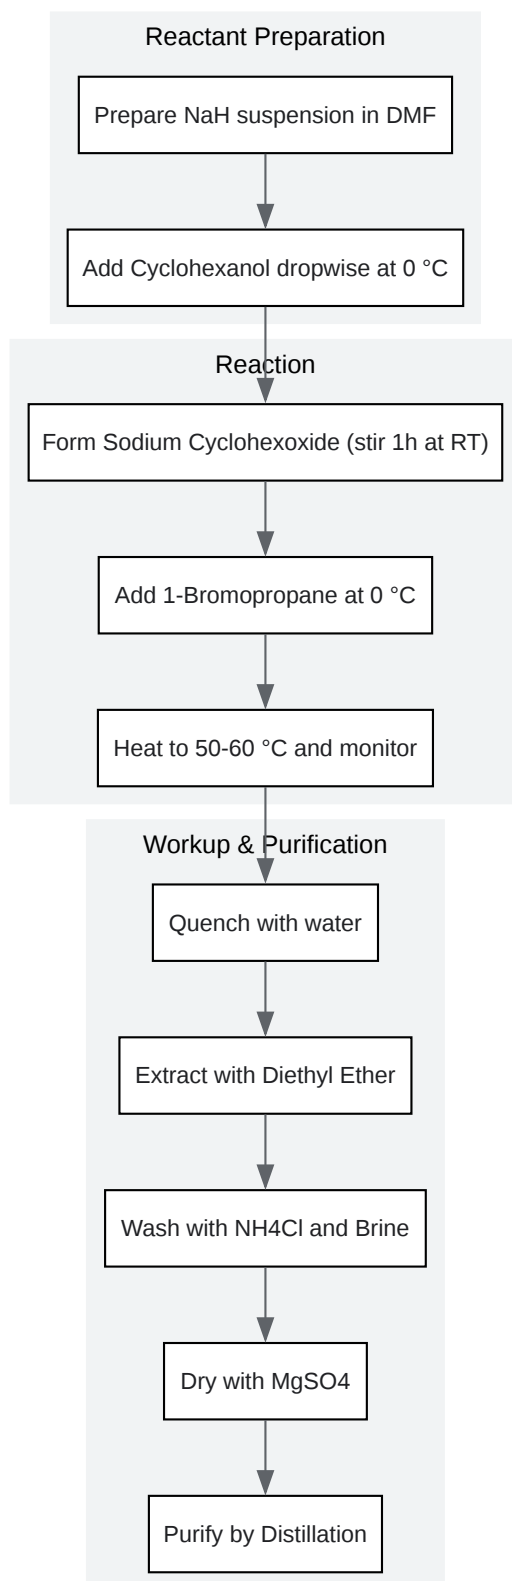 Reactant Preparation
Prepare NaH suspension in DMF
Add Cyclohexanol dropwise at 0 °C
Reaction
Form Sodium Cyclohexoxide (stir 1h at RT)
Add 1-Bromopropane at 0 °C
Heat to 50-60 °C and monitor
Workup & Purification
Quench with water
Extract with Diethyl Ether
Wash with NH4Cl and Brine
Dry with MgSO4
Purify by Distillation